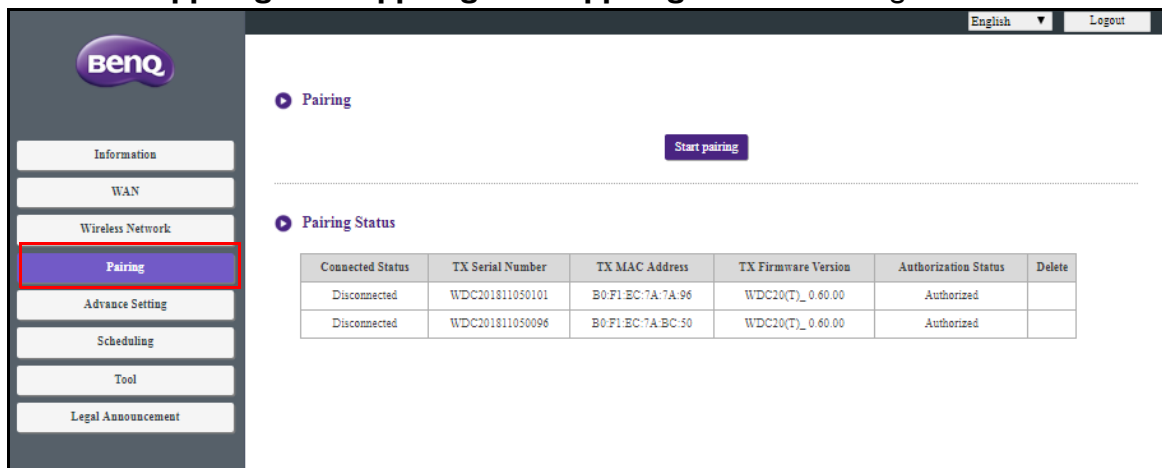 English ▼ Logout
BenQ
Pairing
Start pairing
Information
WAN
Wireless Network
Pairing
Advance Setting
Scheduling
Tool
Legal Announcement
Pairing Status
Connected Status TX Serial Number TX MAC Address TX Firmware Version Authorization Status Delete
Disconnected WDC201811050101 B0:F1:EC:7A:7A:96 WDC20(T)_ 0.60.00 Authorized
Disconnected WDC201811050096 B0:F1:EC:7A:BC:50 WDC20(T)_ 0.60.00 Authorized